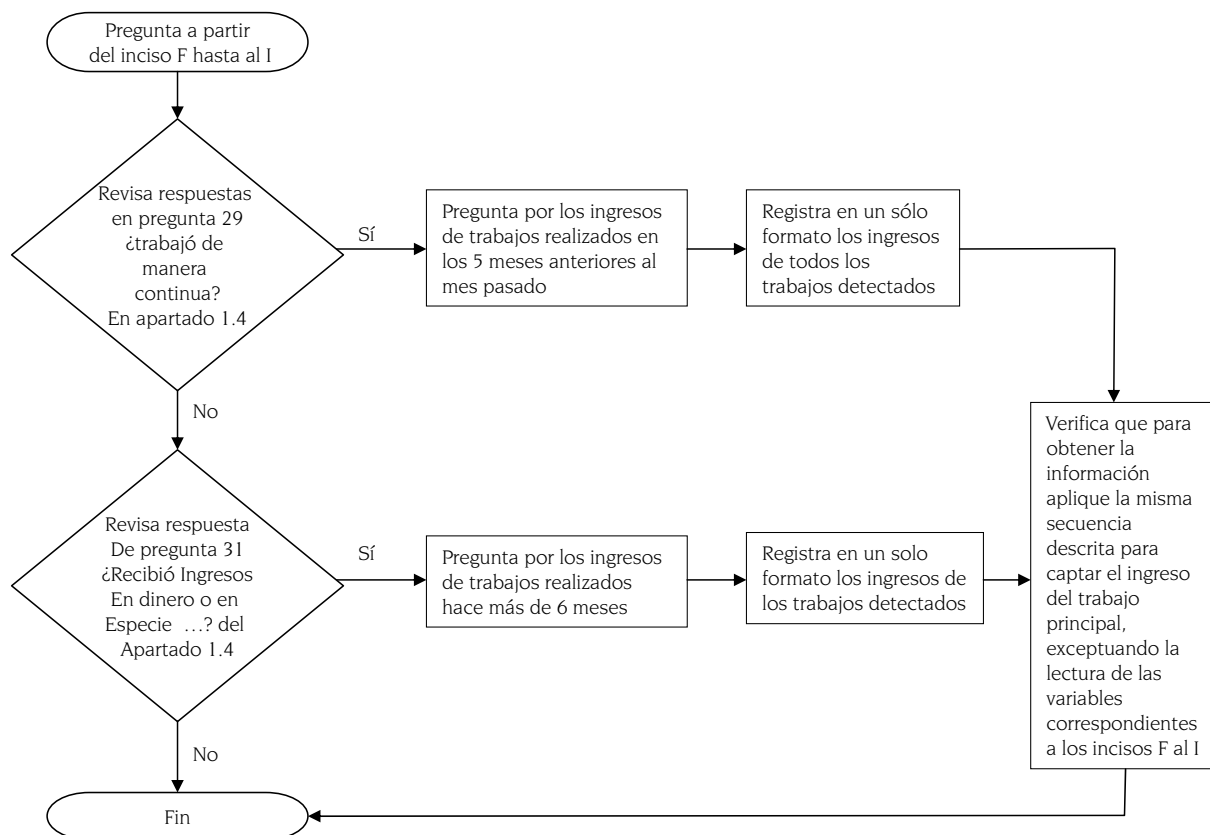 Pregunta a partir
del inciso F hasta al I
Revisa respuestas
en pregunta 29
¿trabajó de
manera
continua?
En apartado 1.4
Sí
Pregunta por los ingresos
de trabajos realizados en
los 5 meses anteriores al
mes pasado
Registra en un sólo
formato los ingresos
de todos los
trabajos detectados
No
Revisa respuesta
De pregunta 31
¿Recibió Ingresos
En dinero o en
Especie ...? del
Apartado 1.4
Sí
Pregunta por los ingresos
de trabajos realizados
hace más de 6 meses
Registra en un solo
formato los ingresos de
los trabajos detectados
Verifica que para
obtener la
información
aplique la misma
secuencia
descrita para
captar el ingreso
del trabajo
principal,
exceptuando la
lectura de las
variables
correspondientes
a los incisos F al I
No
Fin